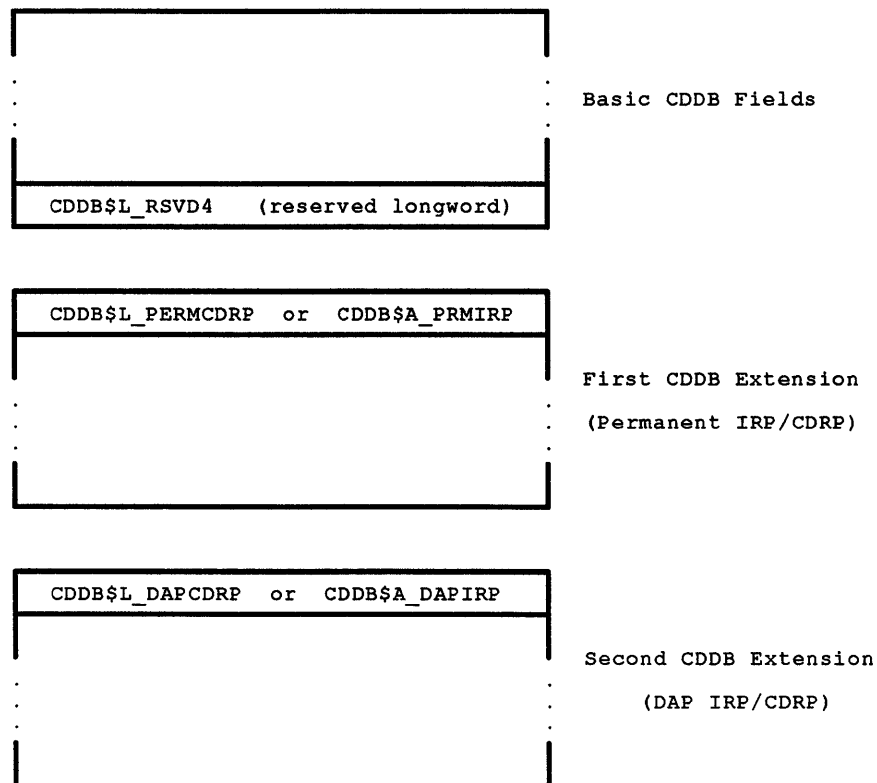 Basic CDDB Fields
CDDB$L_RSVD4 (reserved longword)
CDDB$L_PERMCDRP or CDDB$A_PRMIRP
First CDDB Extension
(Permanent IRP/CDRP)
CDDB$L_DAPCDRP or CDDB$A_DAPIRP
Second CDDB Extension
(DAP IRP/CDRP)